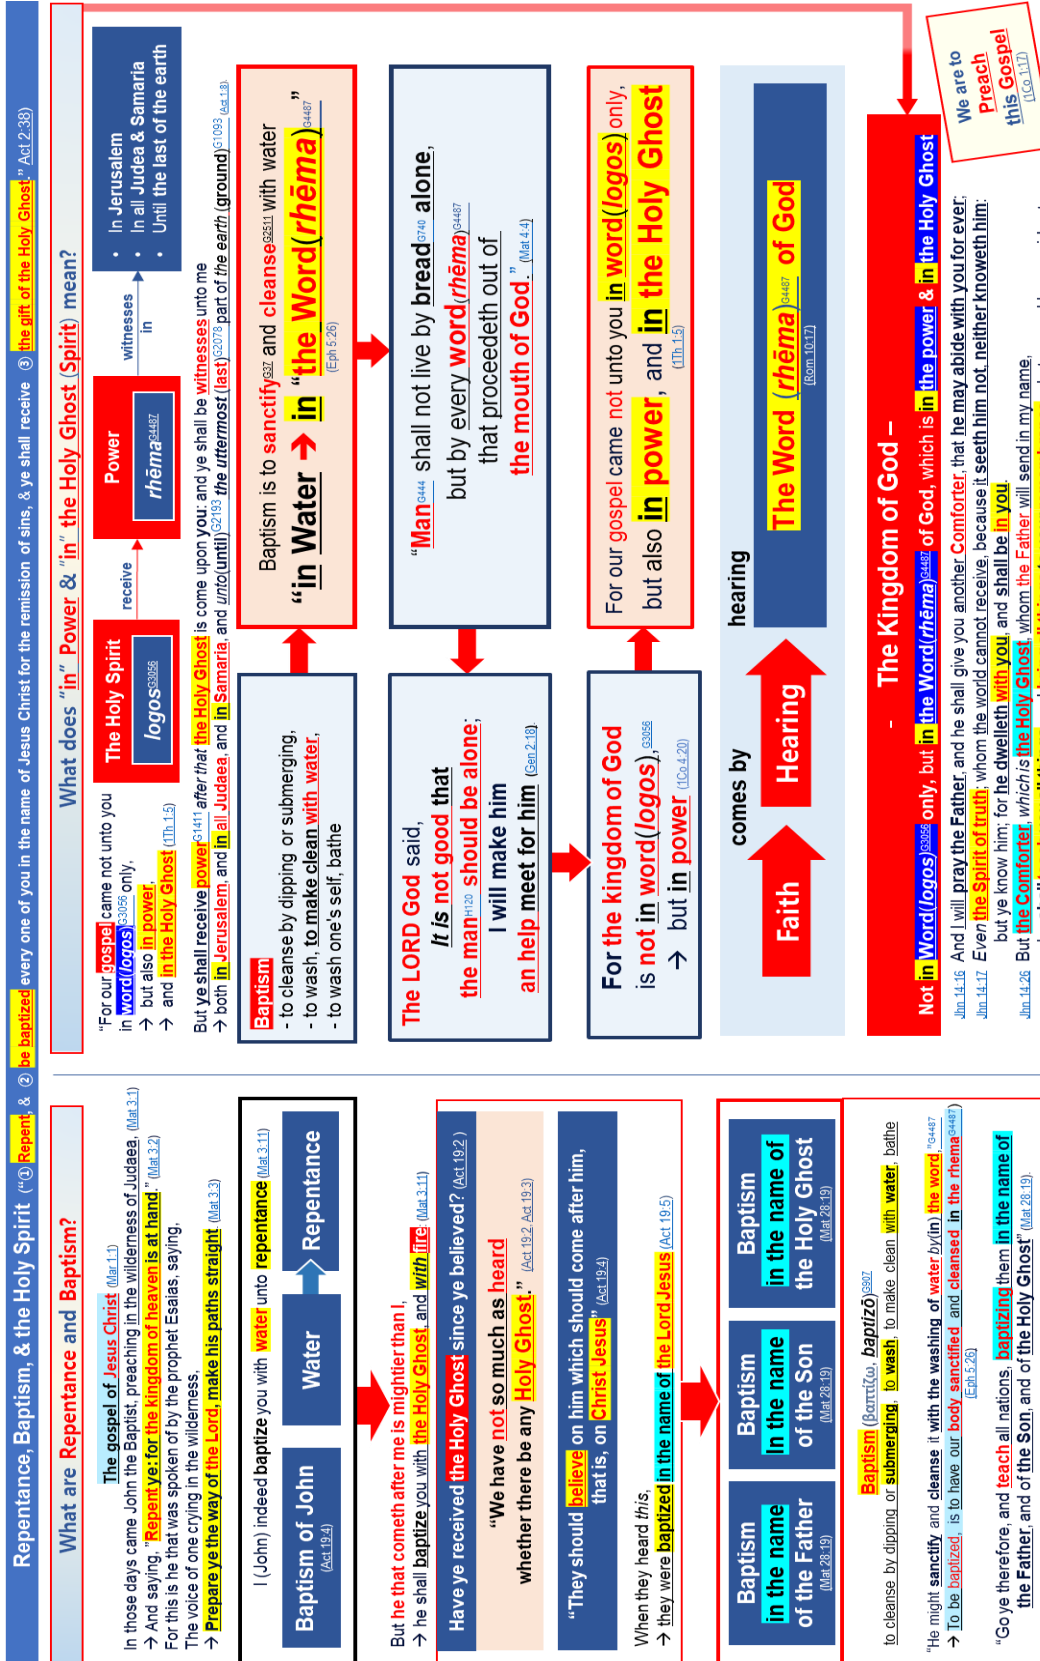 Repentance, Baptism, & the Holy Spirit (“① Repent, & ② be baptized every one of you in the name of Jesus Christ for the remission of sins, & ye shall receive ③ the gift of the Holy Ghost.” Act 2:38)
What are Repentance and Baptism?
The gospel of Jesus Christ (Mar 1:1)
In those days came John the Baptist, preaching in the wilderness of Judaea, (Mat 3:1)
→ And saying, "Repent ye: for the kingdom of heaven is at hand.” (Mat 3:2)
For this is he that was spoken of by the prophet Esaias, saying,
The voice of one crying in the wilderness,
→ Prepare ye the way of the Lord, make his paths straight. (Mat 3:3)
I (John) indeed baptize you with water unto repentance (Mat 3:11)
Baptism of John
(Act 19:4)
Water
Repentance
But he that cometh after me is mightier than I,
→ he shall baptize you with the Holy Ghost, and with fire: (Mat 3:11)
Have ye received the Holy Ghost since ye believed? (Act 19:2)
“We have not so much as heard
whether there be any Holy Ghost.” (Act 19:2, Act 19:3)
“They should believe on him which should come after him,
that is, on Christ Jesus” (Act 19:4)
When they heard this,
→ they were baptized in the name of the Lord Jesus (Act 19:5)
Baptism
in the name
of the Father
(Mat 28:19)
Baptism
In the name
of the Son
(Mat 28:19)
Baptism
in the name of
the Holy Ghost
(Mat 28:19)
Baptism (βαπτίζω, baptizō)G907
to cleanse by dipping or submerging, to wash, to make clean with water, bathe
“He might sanctify and cleanse it with the washing of water by(in) the word,”G4487
→ To be baptized, is to have our body sanctified and cleansed in the rhemaG4487)
(Eph 5:26)
“Go ye therefore, and teach all nations, baptizing them in the name of
the Father, and of the Son, and of the Holy Ghost” (Mat 28:19)
What does “in” Power & “in” the Holy Ghost (Spirit) mean?
“For our gospel came not unto you
in word(logos)G3056 only,
→ but also in power,
→ and in the Holy Ghost (1Th 1:5)
The Holy Spirit
logosG3056
receive
Power
rhēmaG4487
witnesses
in
• In Jerusalem
• In all Judea & Samaria
• Until the last of the earth
But ye shall receive powerG1411 after that the Holy Ghost is come upon you: and ye shall be witnesses unto me
→ both in Jerusalem, and in all Judaea, and in Samaria, and unto(until)G2193 the uttermost (last)G2078 part of the earth (ground)G1093 (Act 1:8).
Baptism
- to cleanse by dipping or submerging,
- to wash, to make clean with water,
- to wash one's self, bathe
Baptism is to sanctifyG37 and cleanseG2511 with water
“in Water → in “the Word(rhēma)G4487”
(Eph 5:26)
The LORD God said,
It is not good that
the manH120 should be alone;
I will make him
an help meet for him (Gen 2:18).
“ManG444 shall not live by breadG740 alone,
but by every word(rhēma)G4487
that proceedeth out of
the mouth of God.” (Mat 4:4)
For the kingdom of God
is not in word(logos),G3056
→ but in power (1Co 4:20)
For our gospel came not unto you in word(logos) only,
but also in power, and in the Holy Ghost
(1Th 1:5)
Faith
comes by
Hearing
hearing
The Word (rhēma)G4487 of God
(Rom 10:17)
- The Kingdom of God –
Not in Word(logos)G3056 only, but in the Word(rhēma)G4487 of God, which is in the power & in the Holy Ghost
We are to
Preach
this Gospel
(1Co 1:17)
Jhn 14:16 And I will pray the Father, and he shall give you another Comforter, that he may abide with you for ever;
Jhn 14:17 Even the Spirit of truth; whom the world cannot receive, because it seeth him not, neither knoweth him:
but ye know him; for he dwelleth with you, and shall be in you.
Jhn 14:26 But the Comforter, which is the Holy Ghost, whom the Father will send in my name,